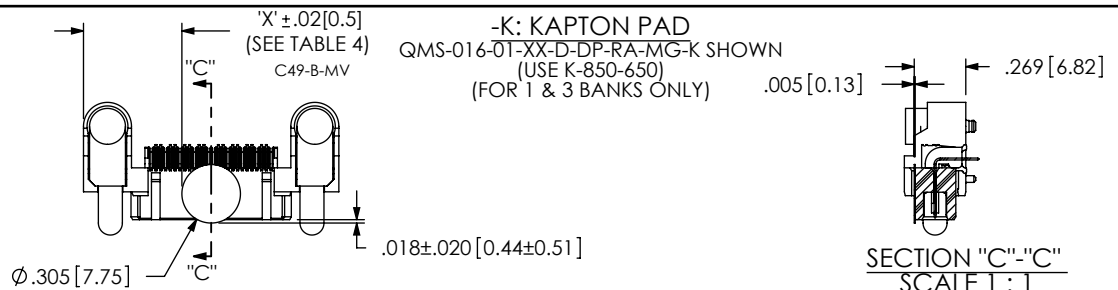 'X'±.02[0.5]
(SEE TABLE 4)
C49-B-MV
-K: KAPTON PAD
QMS-016-01-XX-D-DP-RA-MG-K SHOWN
(USE K-850-650)
(FOR 1 & 3 BANKS ONLY)
.005[0.13]
.269[6.82]
"C"
"C"
.018±.020[0.44±0.51]
Ø.305[7.75]
SECTION "C"-"C"
SCALE 1 : 1